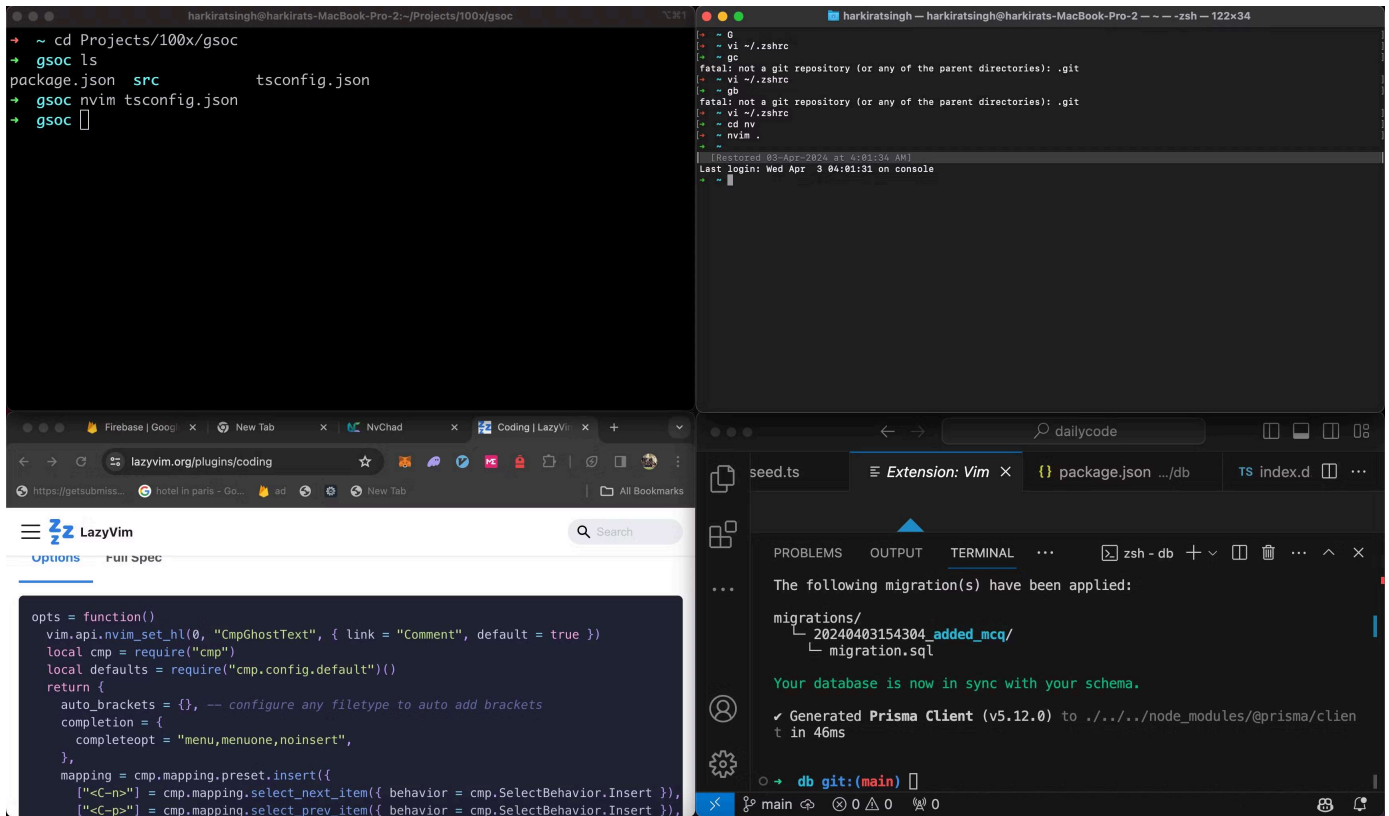 harkiratsingh@harkirats-MacBook-Pro-2:~/Projects/100x/gsoc
⌥⌘1
➜ ~ cd Projects/100x/gsoc
➜ gsoc ls
package.json src tsconfig.json
➜ gsoc nvim tsconfig.json
➜ gsoc
harkiratsingh — harkiratsingh@harkirats-MacBook-Pro-2 — ~ — -zsh — 122×34
[➜ ~ G ]
[➜ ~ vi ~/.zshrc ]
[➜ ~ gc ]
fatal: not a git repository (or any of the parent directories): .git
[➜ ~ vi ~/.zshrc ]
[➜ ~ gb ]
fatal: not a git repository (or any of the parent directories): .git
[➜ ~ vi ~/.zshrc ]
[➜ ~ cd nv ]
[➜ ~ nvim . ]
➜ ~
[Restored 03-Apr-2024 at 4:01:34 AM]
Last login: Wed Apr  3 04:01:31 on console
➜ ~
Firebase | Googl
New Tab
NvChad
Coding | LazyVim
lazyvim.org/plugins/coding
https://getsubmiss...
hotel in paris - Go...
ad
New Tab
All Bookmarks
LazyVim
Search
Options
Full Spec
opts = function()
vim.api.nvim_set_hl(0, "CmpGhostText", { link = "Comment", default = true })
local cmp = require("cmp")
local defaults = require("cmp.config.default")()
return {
auto_brackets = {}, -- configure any filetype to auto add brackets
completion = {
completeopt = "menu,menuone,noinsert",
},
mapping = cmp.mapping.preset.insert({
["<C-n>"] = cmp.mapping.select_next_item({ behavior = cmp.SelectBehavior.Insert }),
["<C-p>"] = cmp.mapping.select_prev_item({ behavior = cmp.SelectBehavior.Insert }),
dailycode
seed.ts
Extension: Vim
{} package.json .../db
TS index.d
PROBLEMS
OUTPUT
TERMINAL
zsh - db
The following migration(s) have been applied:
migrations/
└─ 20240403154304_added_mcq/
└─ migration.sql
Your database is now in sync with your schema.
✔ Generated Prisma Client (v5.12.0) to ./../../node_modules/@prisma/clien
t in 46ms
➜ db git:(main)
main
0
0
0